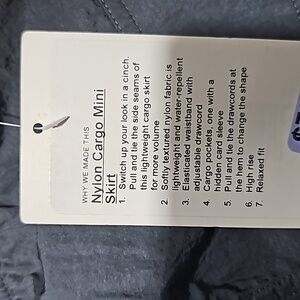 WHY WE MADE THIS
Nylon Cargo Mini
Skirt
1. Switch up your look in a cinch.
Pull and tie the side seams of
this lightweight cargo skirt
for more volume
2. Softly textured nylon fabric is
lightweight and water-repellent
3. Elasticated waistband with
adjustable drawcord
4. Cargo pockets, one with a
hidden card sleeve
5. Pull and tie the drawcords at
the hem to change the shape
6. High rise
7. Relaxed fit